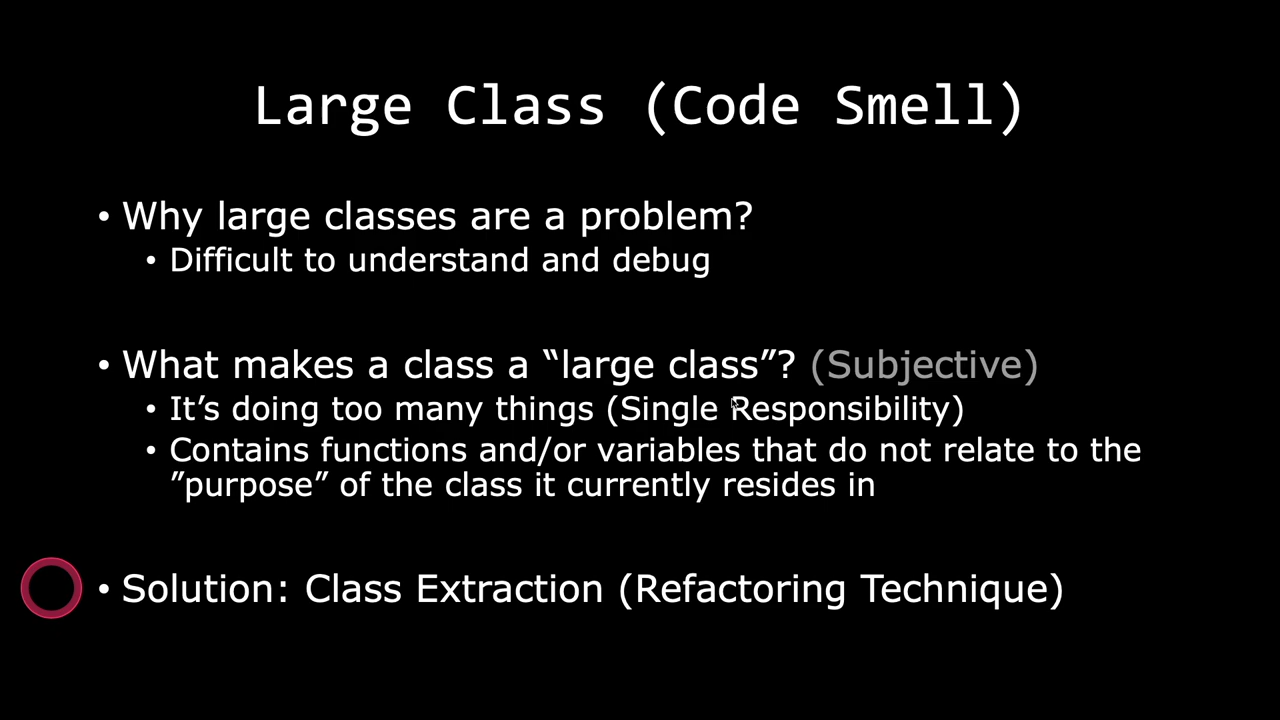 Large Class (Code Smell)
• Why large classes are a problem?
• Difficult to understand and debug
• What makes a class a “large class”? (Subjective)
• It’s doing too many things (Single Responsibility)
• Contains functions and/or variables that do not relate to the
”purpose” of the class it currently resides in
• Solution: Class Extraction (Refactoring Technique)